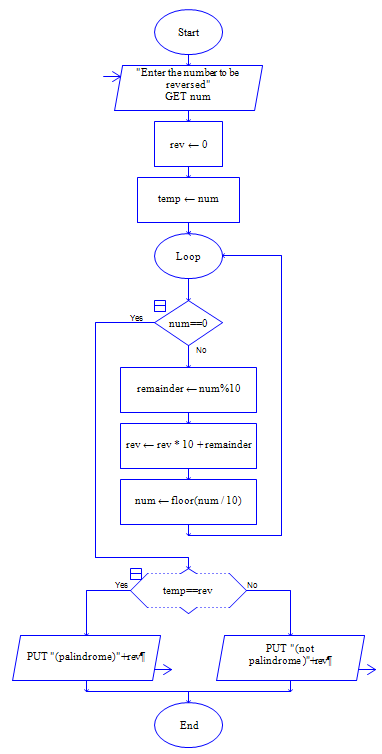 Start
"Enter the number to be
reversed"
GET num
rev ← 0
temp ← num
Loop
Yes
num==0
No
remainder ← num%10
rev ← rev * 10 + remainder
num ← floor(num / 10)
Yes
temp==rev
No
PUT "(palindrome)"+rev¶
PUT "(not
palindrome)"+rev¶
End